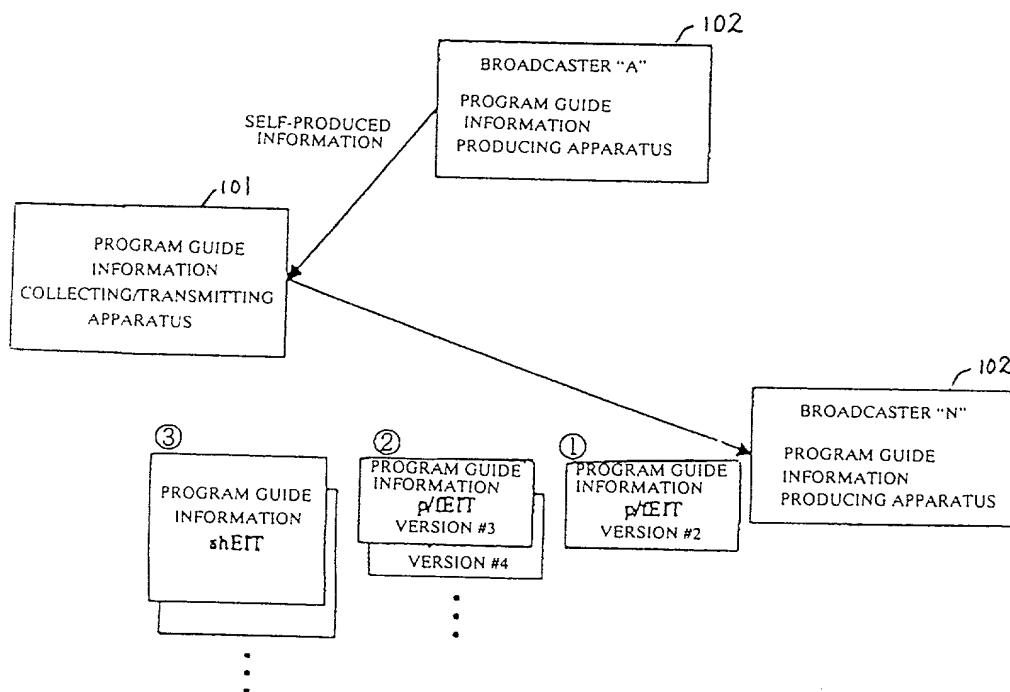 102
BROADCASTER "A"
PROGRAM GUIDE
INFORMATION
PRODUCING APPARATUS
SELF-PRODUCED
INFORMATION
101
PROGRAM GUIDE
INFORMATION
COLLECTING/TRANSMITTING
APPARATUS
102
BROADCASTER "N"
PROGRAM GUIDE
INFORMATION
PRODUCING APPARATUS
③
PROGRAM GUIDE
INFORMATION
shEIT
②
PROGRAM GUIDE
INFORMATION
p/fEIT
VERSION #3
VERSION #4
①
PROGRAM GUIDE
INFORMATION
p/fEIT
VERSION #2